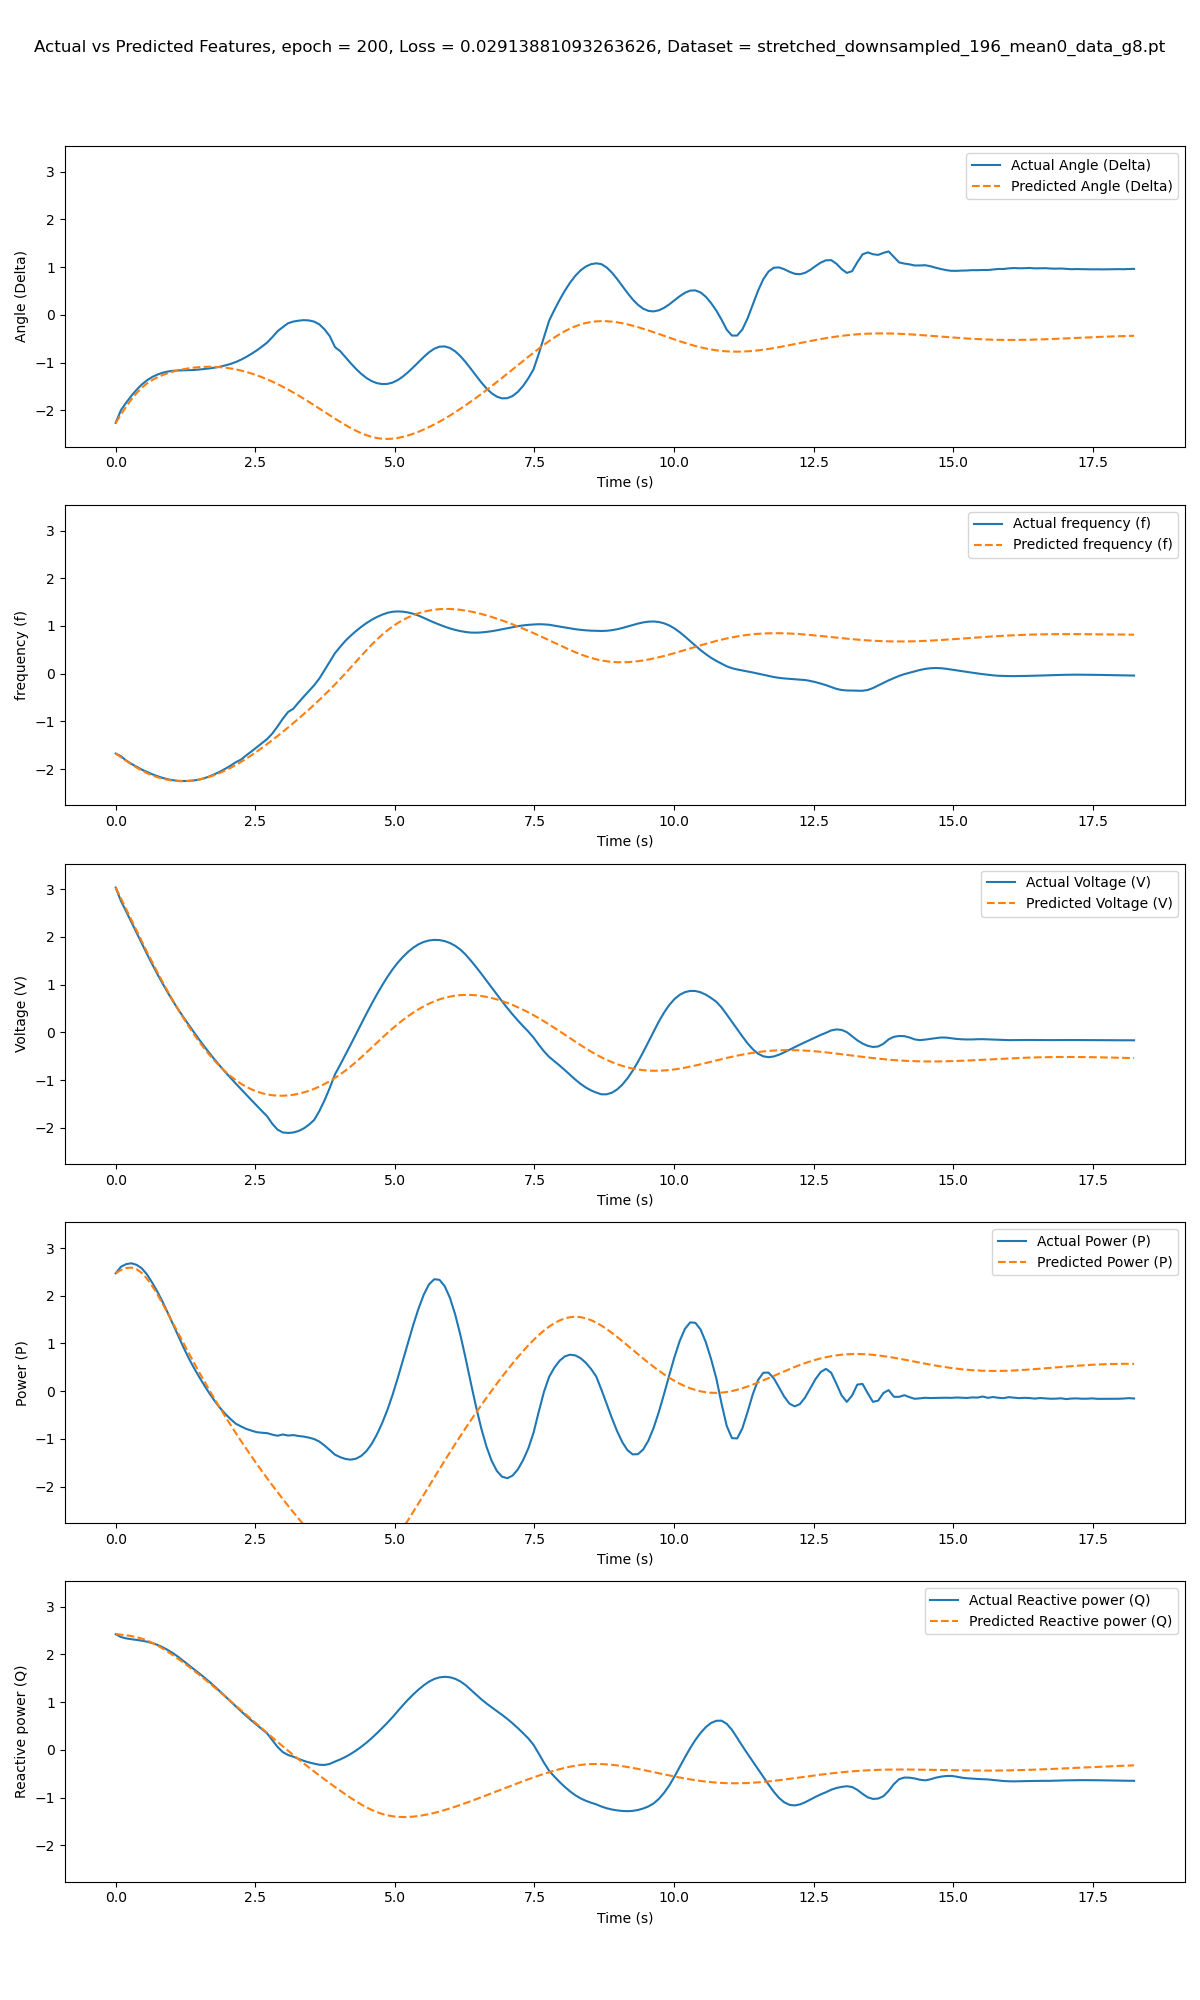 Actual vs Predicted Features, epoch = 200, Loss = 0.02913881093263626, Dataset = stretched_downsampled_196_mean0_data_g8.pt
Actual Angle (Delta)
Predicted Angle (Delta)
Angle (Delta)
3
2
1
0
−1
−2
0.0 2.5 5.0 7.5 10.0 12.5 15.0 17.5
Time (s)
Actual frequency (f)
Predicted frequency (f)
frequency (f)
3
2
1
0
−1
−2
0.0 2.5 5.0 7.5 10.0 12.5 15.0 17.5
Time (s)
Actual Voltage (V)
Predicted Voltage (V)
Voltage (V)
3
2
1
0
−1
−2
0.0 2.5 5.0 7.5 10.0 12.5 15.0 17.5
Time (s)
Actual Power (P)
Predicted Power (P)
Power (P)
3
2
1
0
−1
−2
0.0 2.5 5.0 7.5 10.0 12.5 15.0 17.5
Time (s)
Actual Reactive power (Q)
Predicted Reactive power (Q)
Reactive power (Q)
3
2
1
0
−1
−2
0.0 2.5 5.0 7.5 10.0 12.5 15.0 17.5
Time (s)